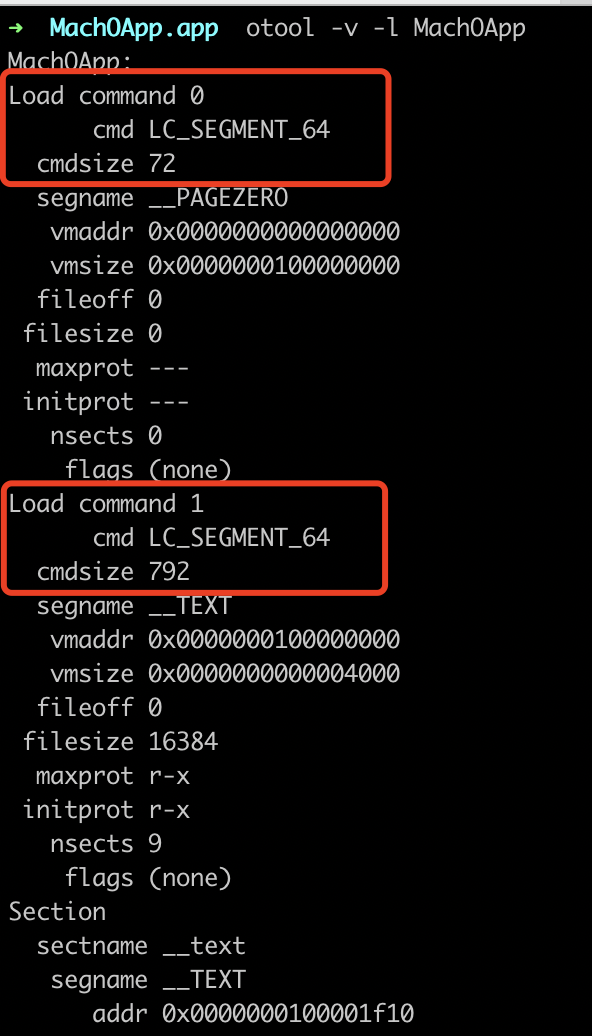 → MachOApp.app otool -v -l MachOApp
MachOApp:
Load command 0
cmd LC_SEGMENT_64
cmdsize 72
segname __PAGEZERO
vmaddr 0x0000000000000000
vmsize 0x0000000100000000
fileoff 0
filesize 0
maxprot ---
initprot ---
nsects 0
flags (none)
Load command 1
cmd LC_SEGMENT_64
cmdsize 792
segname __TEXT
vmaddr 0x0000000100000000
vmsize 0x0000000000004000
fileoff 0
filesize 16384
maxprot r-x
initprot r-x
nsects 9
flags (none)
Section
sectname __text
segname __TEXT
addr 0x0000000100001f10